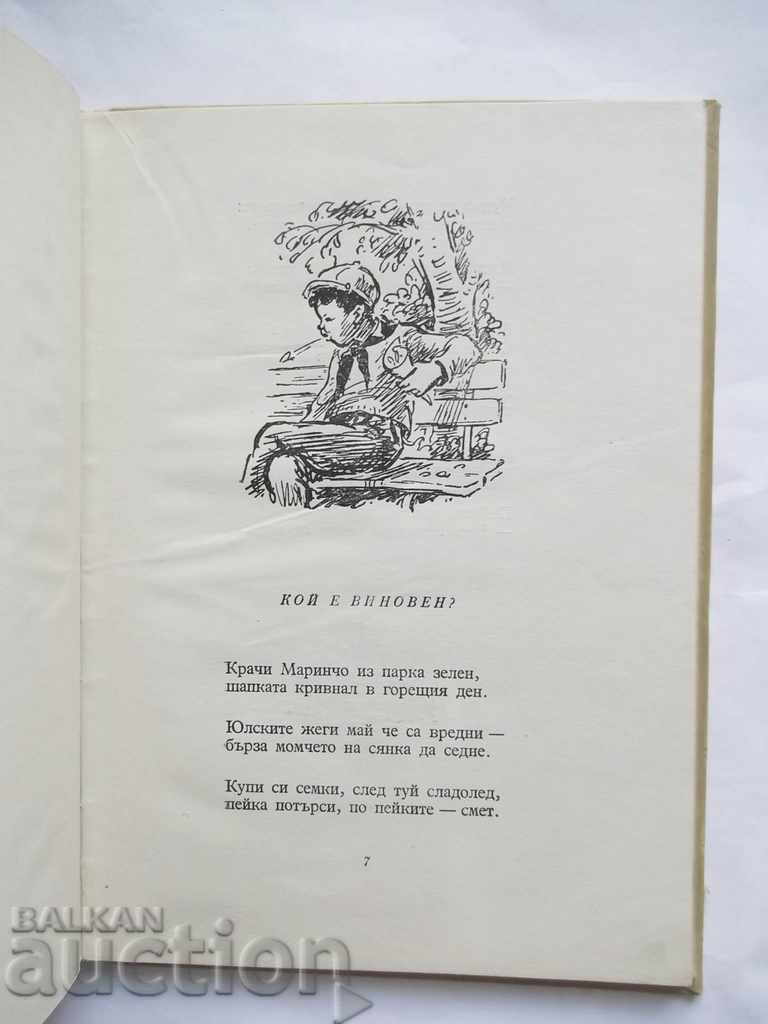 КОЙ Е ВИНОВЕН?
Крачи Маринчо из парка зелен,
шапката кривнал в горещия ден.
Юлските жеги май че са вредни —
бърза момчето на сянка да седне.
Купи си семки, след туй сладолед,
пейка потърси, по пейките — смет.
7
BALKAN
auction